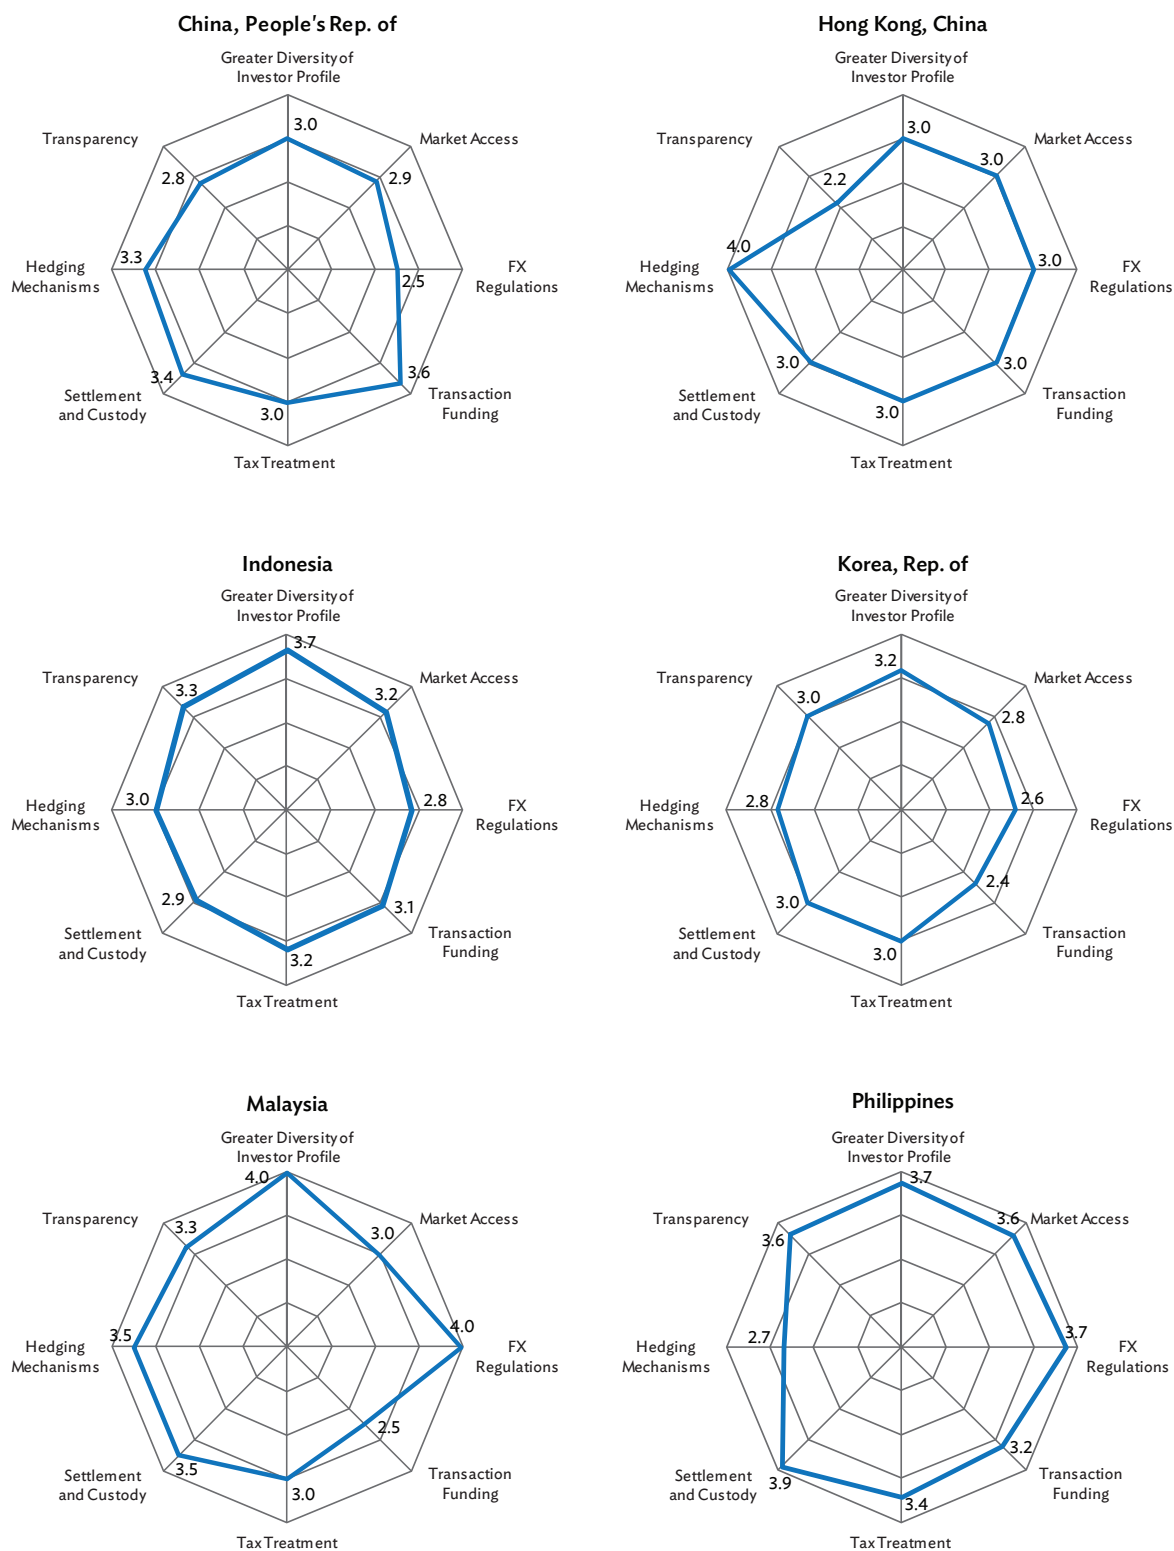 China, People's Rep. of
Greater Diversity of
Investor Profile
3.0
Transparency
Market Access
2.8
2.9
3.3
Hedging
Mechanisms
FX
Regulations
2.5
3.4
3.6
Settlement
and Custody
Transaction
Funding
3.0
Tax Treatment
Hong Kong, China
Greater Diversity of
Investor Profile
3.0
Transparency
Market Access
3.0
2.2
4.0
3.0
Hedging
Mechanisms
FX
Regulations
3.0
3.0
Settlement
and Custody
Transaction
Funding
3.0
Tax Treatment
Indonesia
Greater Diversity of
Investor Profile
3.7
Transparency
Market Access
3.3
3.2
3.0
2.8
Hedging
Mechanisms
FX
Regulations
2.9
3.1
Settlement
and Custody
Transaction
Funding
3.2
Tax Treatment
Korea, Rep. of
Greater Diversity of
Investor Profile
3.2
Transparency
Market Access
3.0
2.8
2.8
2.6
Hedging
Mechanisms
FX
Regulations
2.4
3.0
Settlement
and Custody
Transaction
Funding
3.0
Tax Treatment
Malaysia
Greater Diversity of
Investor Profile
4.0
Transparency
Market Access
3.3
3.0
3.5
4.0
Hedging
Mechanisms
FX
Regulations
2.5
3.5
Settlement
and Custody
Transaction
Funding
3.0
Tax Treatment
Philippines
Greater Diversity of
Investor Profile
3.7
Transparency
3.6
Market Access
3.6
2.7
3.7
Hedging
Mechanisms
FX
Regulations
3.2
Settlement
and Custody
3.9
Transaction
Funding
3.4
Tax Treatment